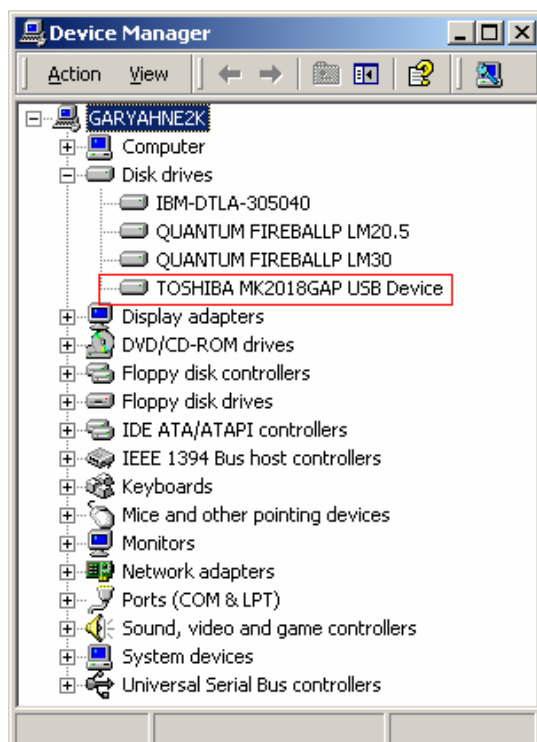 Device Manager
Action View
GARYAHNE2K
Computer
Disk drives
IBM-DTLA-305040
QUANTUM FIREBALLP LM20.5
QUANTUM FIREBALLP LM30
TOSHIBA MK2018GAP USB Device
Display adapters
DVD/CD-ROM drives
Floppy disk controllers
Floppy disk drives
IDE ATA/ATAPI controllers
IEEE 1394 Bus host controllers
Keyboards
Mice and other pointing devices
Monitors
Network adapters
Ports (COM & LPT)
Sound, video and game controllers
System devices
Universal Serial Bus controllers